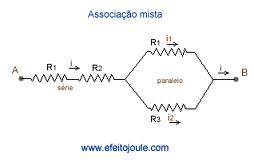 Associação mista
R1 i1
A R1 i R2 paralelo i B
série
R3 i2
www.efeitojoule.com